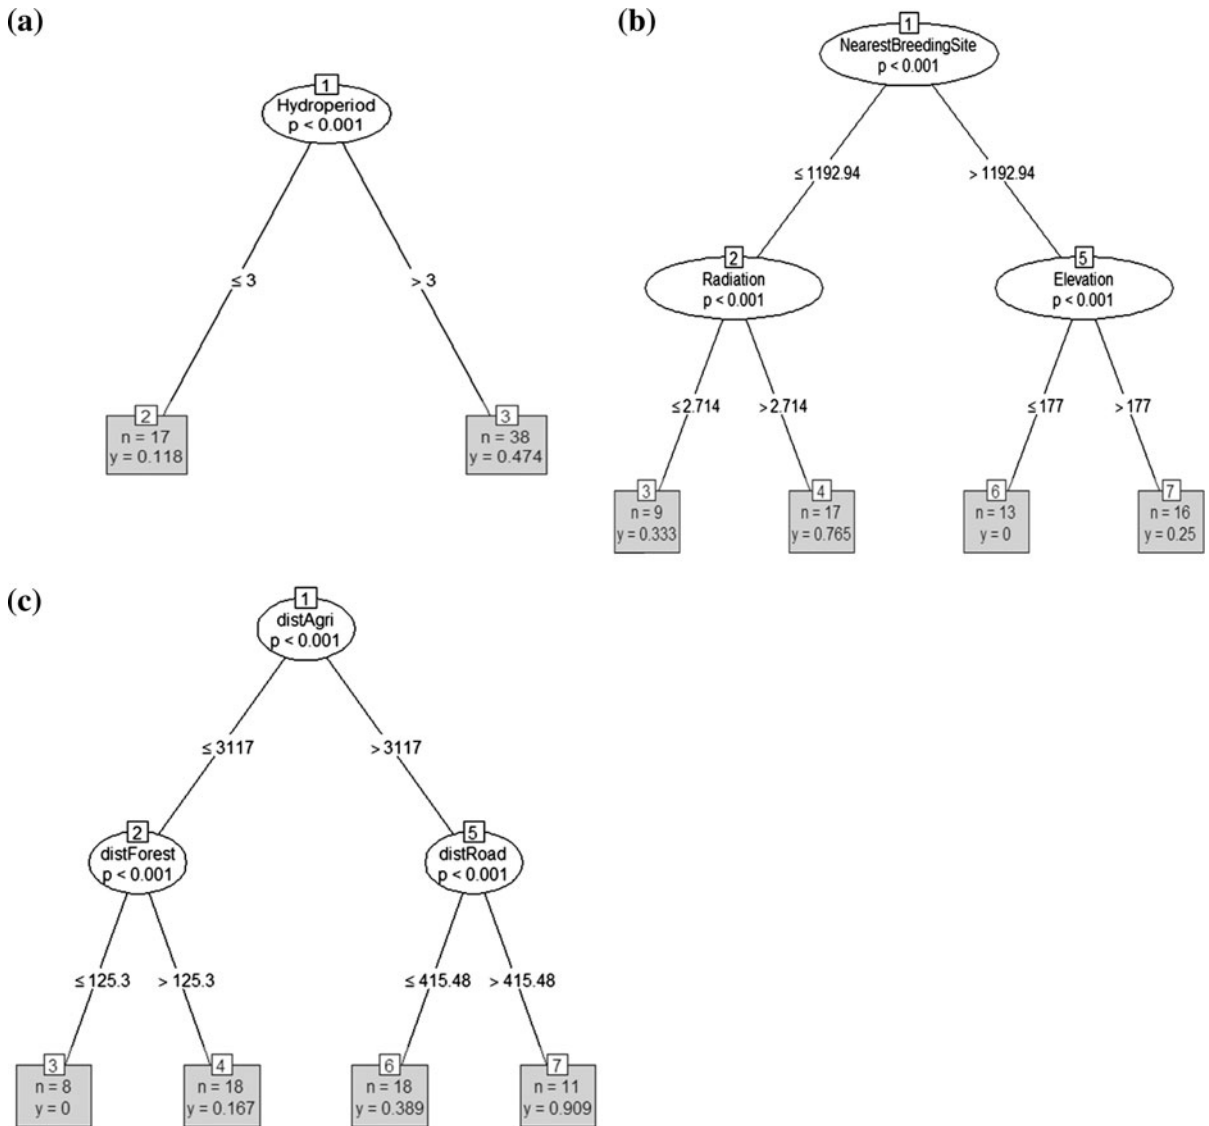 (a)
1
Hydroperiod
p < 0.001
≤ 3
> 3
2
n = 17
y = 0.118
3
n = 38
y = 0.474
(b)
1
NearestBreedingSite
p < 0.001
≤ 1192.94
> 1192.94
2
Radiation
p < 0.001
5
Elevation
p < 0.001
≤ 2.714
> 2.714
≤ 177
> 177
3
n = 9
y = 0.333
4
n = 17
y = 0.765
6
n = 13
y = 0
7
n = 16
y = 0.25
(c)
1
distAgri
p < 0.001
≤ 3117
> 3117
2
distForest
p < 0.001
5
distRoad
p < 0.001
≤ 125.3
> 125.3
≤ 415.48
> 415.48
3
n = 8
y = 0
4
n = 18
y = 0.167
6
n = 18
y = 0.389
7
n = 11
y = 0.909